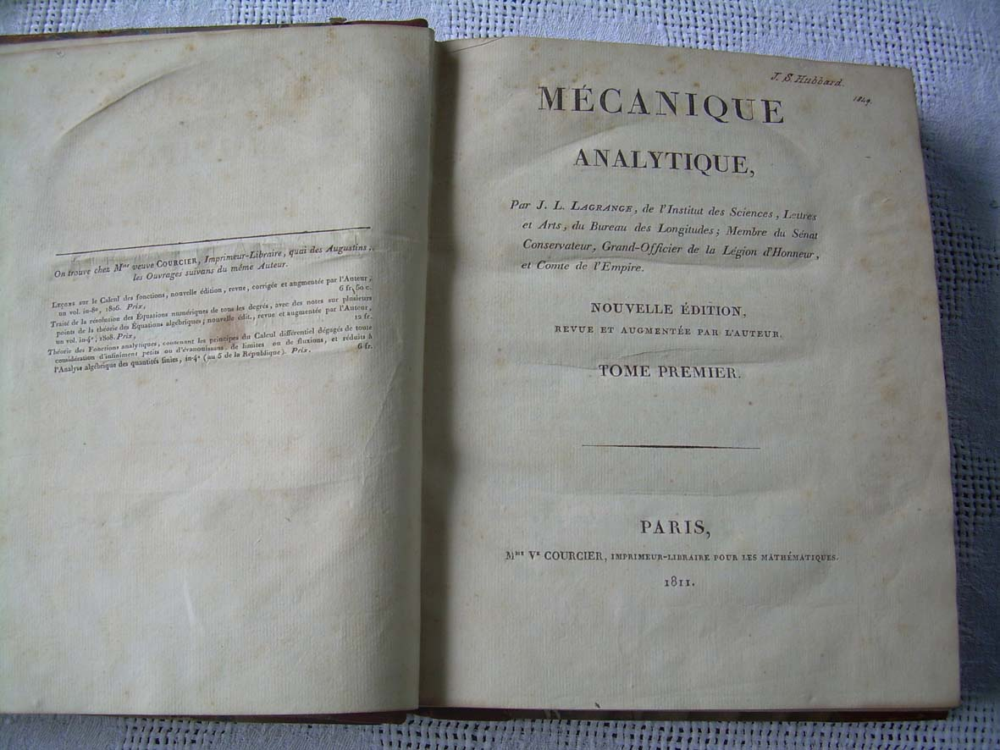 On trouve chez Mme veuve COURCIER, Imprimeur-Libraire, quai des Augustins,
les Ouvrages suivans du même Auteur.
Leçons sur le Calcul des fonctions, nouvelle édition, revue, corrigée et augmentée par l'Auteur,
un vol. in-8°, 1806. Prix, 6 fr. 50 c.
Traité de la résolution des Équations numériques de tous les degrés, avec des notes sur plusieurs
points de la théorie des Équations algébriques; nouvelle édit., revue et augmentée par l'Auteur,
un vol. in-4°, 1808. Prix, 12 fr.
Théorie des Fonctions analytiques, contenant les principes du Calcul différentiel dégagés de toute
considération d'infiniment petits ou d'évanouissans, de limites ou de fluxions, et réduits à
l'Analyse algébrique des quantités finies, in-4° (an 5 de la République). Prix. 6 fr.
J. S. Hubbard.
1849.
MÉCANIQUE
ANALYTIQUE,
Par J. L. LAGRANGE, de l'Institut des Sciences, Lettres
et Arts, du Bureau des Longitudes; Membre du Sénat
Conservateur, Grand-Officier de la Légion d'Honneur,
et Comte de l'Empire.
NOUVELLE ÉDITION,
REVUE ET AUGMENTÉE PAR L'AUTEUR.
TOME PREMIER.
PARIS,
MME VE COURCIER, IMPRIMEUR-LIBRAIRE POUR LES MATHÉMATIQUES.
1811.